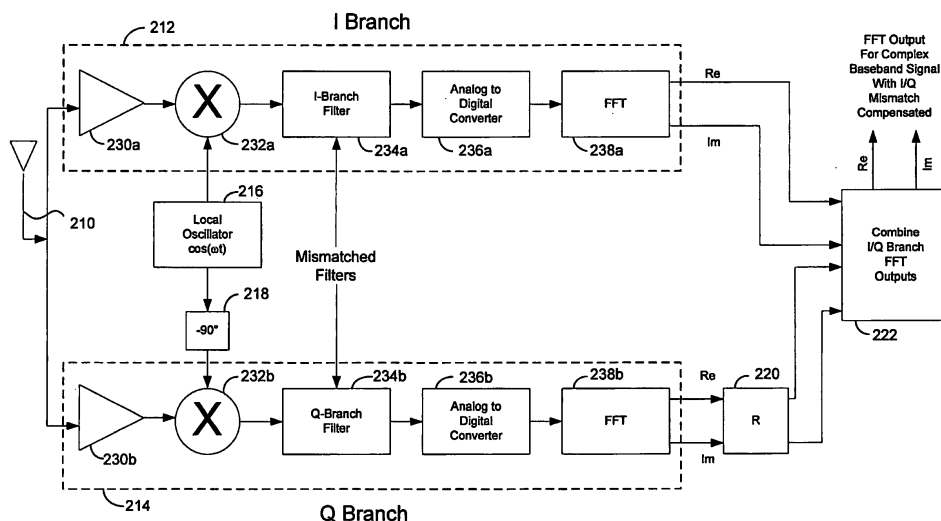 I Branch
212
FFT Output
For Complex
Baseband Signal
With I/Q
Mismatch
Compensated
X
I-Branch
Filter
Analog to
Digital
Converter
FFT
Re
Im
230a
232a
234a
236a
238a
Re
Im
210
216
Local
Oscillator
cos(ωt)
Mismatched
Filters
218
-90°
Combine
I/Q Branch
FFT
Outputs
222
232b
234b
236b
238b
Re
220
X
Q-Branch
Filter
Analog to
Digital
Converter
FFT
R
Im
230b
214
Q Branch